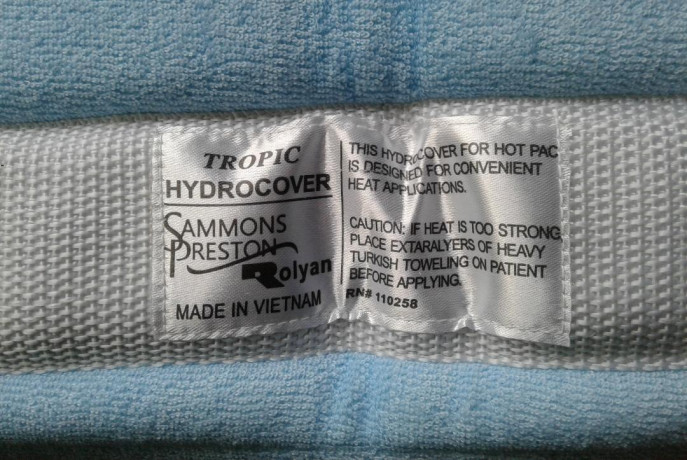 TROPIC
HYDROCOVER
SAMMONS
PRESTON
Rolyan
MADE IN VIETNAM
THIS HYDROCOVER FOR HOT PAC
IS DESIGNED FOR CONVENIENT
HEAT APPLICATIONS.
CAUTION: IF HEAT IS TOO STRONG,
PLACE EXTRALYERS OF HEAVY
TURKISH TOWELING ON PATIENT
BEFORE APPLYING.
RN# 110258